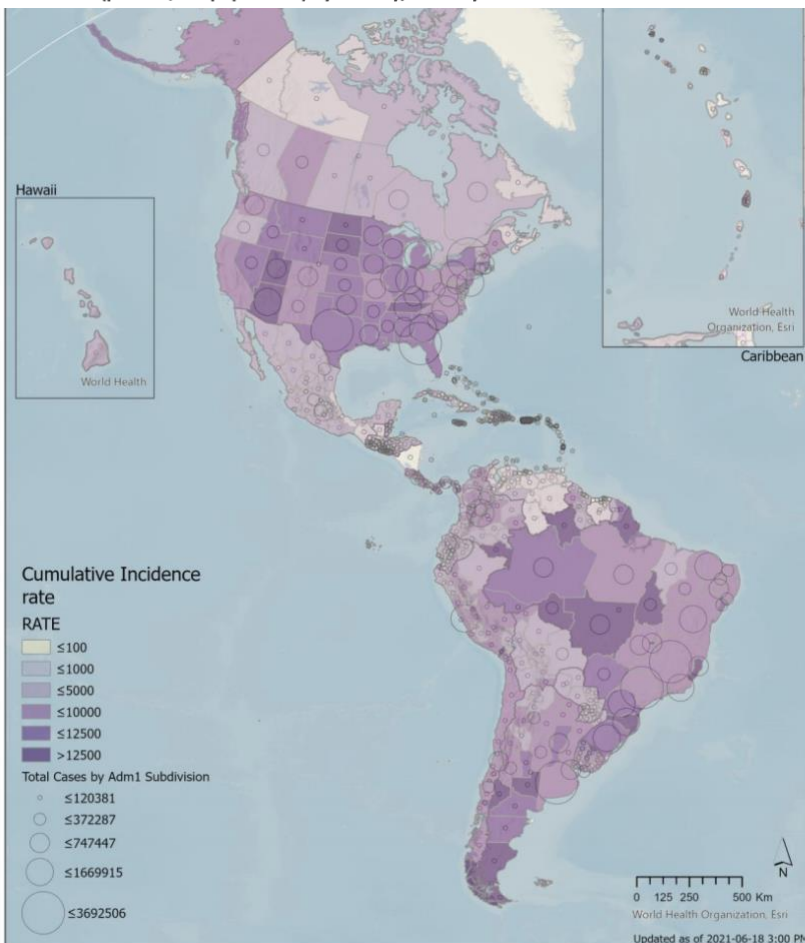 Hawaii
World Health
World Health
Organization, Esri
Caribbean
Cumulative Incidence
rate
RATE
≤100
≤1000
≤5000
≤10000
≤12500
>12500
Total Cases by Adm1 Subdivision
≤120381
≤372287
≤747447
≤1669915
≤3692506
N
0 125 250 500 Km
World Health Organization, Esri
Updated as of 2021-06-18 3:00 PM